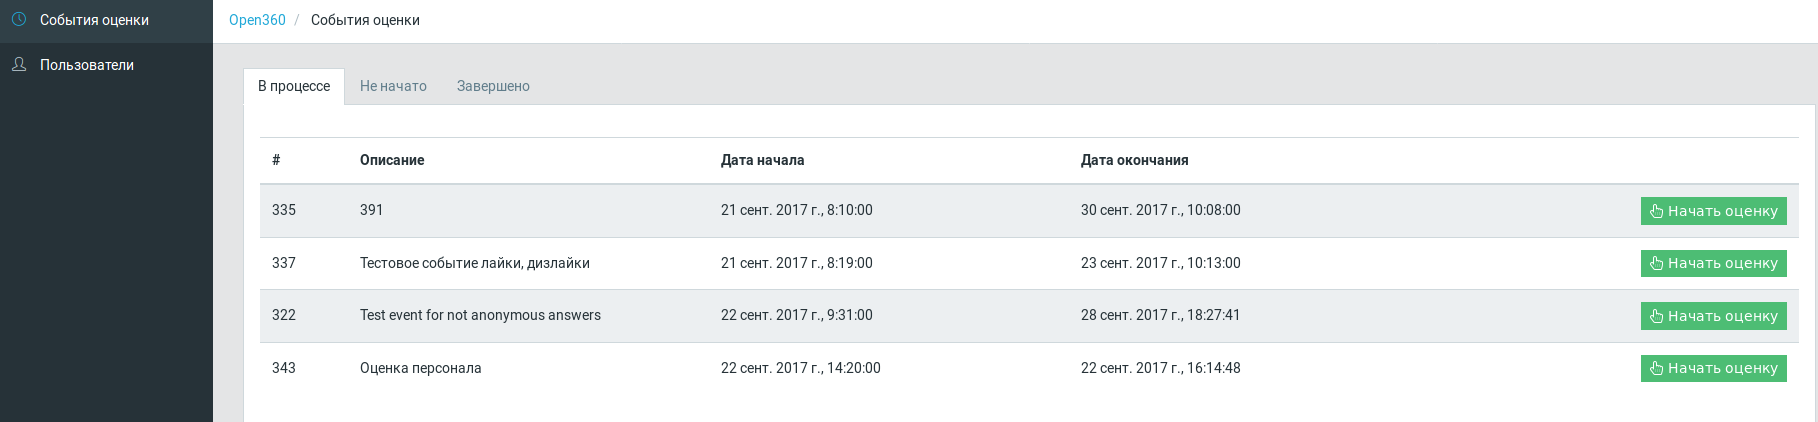 События оценки
Пользователи
Open360 / События оценки
В процессе Не начато Завершено
# Описание Дата начала Дата окончания
335 391 21 сент. 2017 г., 8:10:00 30 сент. 2017 г., 10:08:00 Начать оценку
337 Тестовое событие лайки, дизлайки 21 сент. 2017 г., 8:19:00 23 сент. 2017 г., 10:13:00 Начать оценку
322 Test event for not anonymous answers 22 сент. 2017 г., 9:31:00 28 сент. 2017 г., 18:27:41 Начать оценку
343 Оценка персонала 22 сент. 2017 г., 14:20:00 22 сент. 2017 г., 16:14:48 Начать оценку